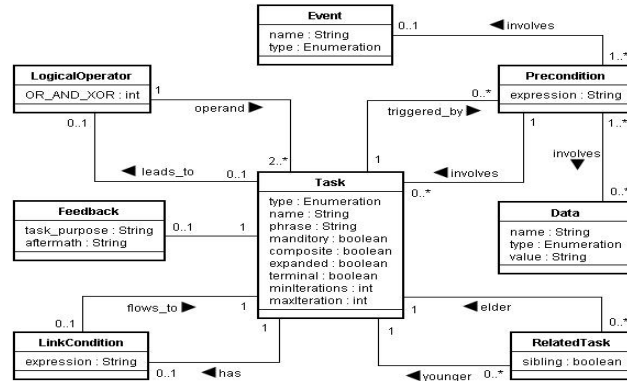 Event
name : String
type : Enumeration
0..1
involves
1..*
LogicalOperator
OR_AND_XOR : int
1
operand
0..1
leads_to
0..1
2..*
Precondition
expression : String
0..*
triggered_by
1
1
involves
0..*
1..*
involves
0..*
Task
type : Enumeration
name : String
phrase : String
manditory : boolean
composite : boolean
expanded : boolean
terminal : boolean
minIterations : int
maxIteration : int
Feedback
task_purpose : String
aftermath : String
0..1
1
Data
name : String
type : Enumeration
value : String
flows_to
0..1
1
LinkCondition
expression : String
0..1
has
1
1
elder
0..*
RelatedTask
sibling : boolean
1
younger
0..*